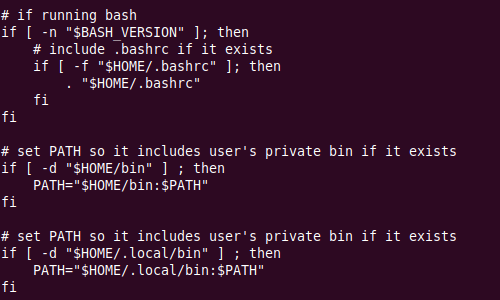 # if running bash
if [ -n "$BASH_VERSION" ]; then
    # include .bashrc if it exists
    if [ -f "$HOME/.bashrc" ]; then
        . "$HOME/.bashrc"
    fi
fi

# set PATH so it includes user's private bin if it exists
if [ -d "$HOME/bin" ] ; then
    PATH="$HOME/bin:$PATH"
fi

# set PATH so it includes user's private bin if it exists
if [ -d "$HOME/.local/bin" ] ; then
    PATH="$HOME/.local/bin:$PATH"
fi